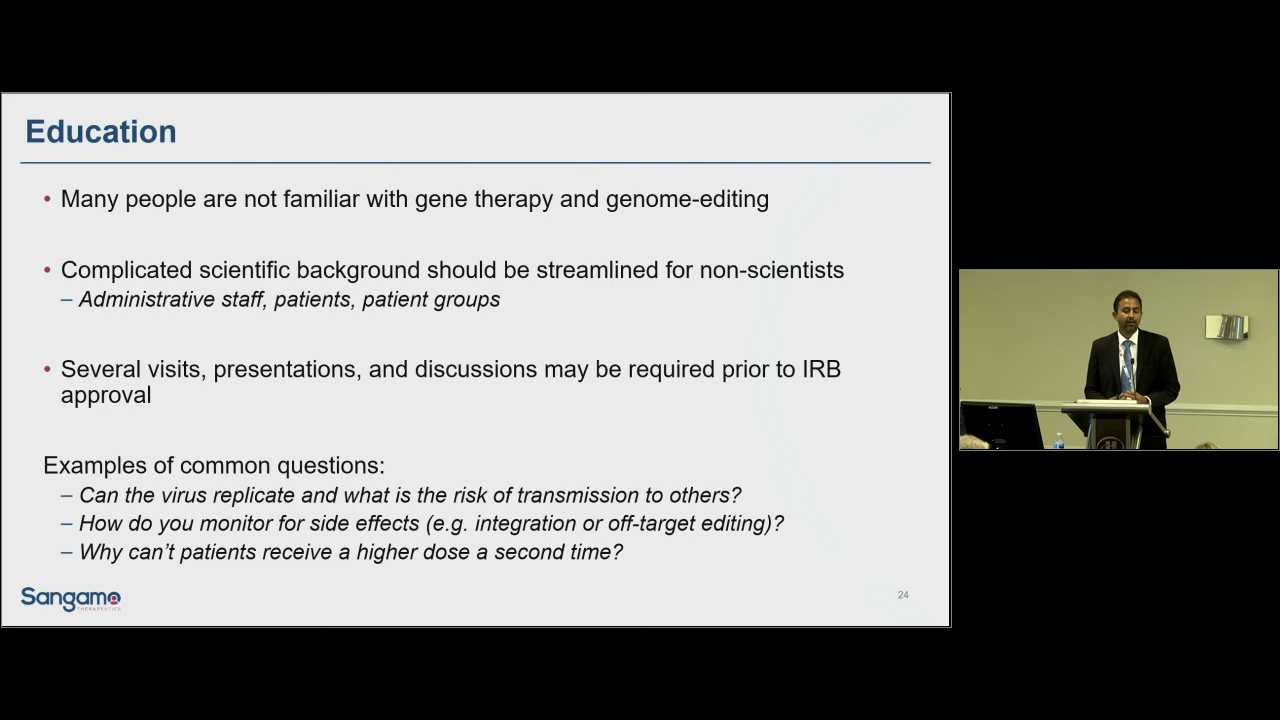 Education
• Many people are not familiar with gene therapy and genome-editing
• Complicated scientific background should be streamlined for non-scientists
– Administrative staff, patients, patient groups
• Several visits, presentations, and discussions may be required prior to IRB
approval
Examples of common questions:
– Can the virus replicate and what is the risk of transmission to others?
– How do you monitor for side effects (e.g. integration or off-target editing)?
– Why can't patients receive a higher dose a second time?
Sangamo
THERAPEUTICS
24